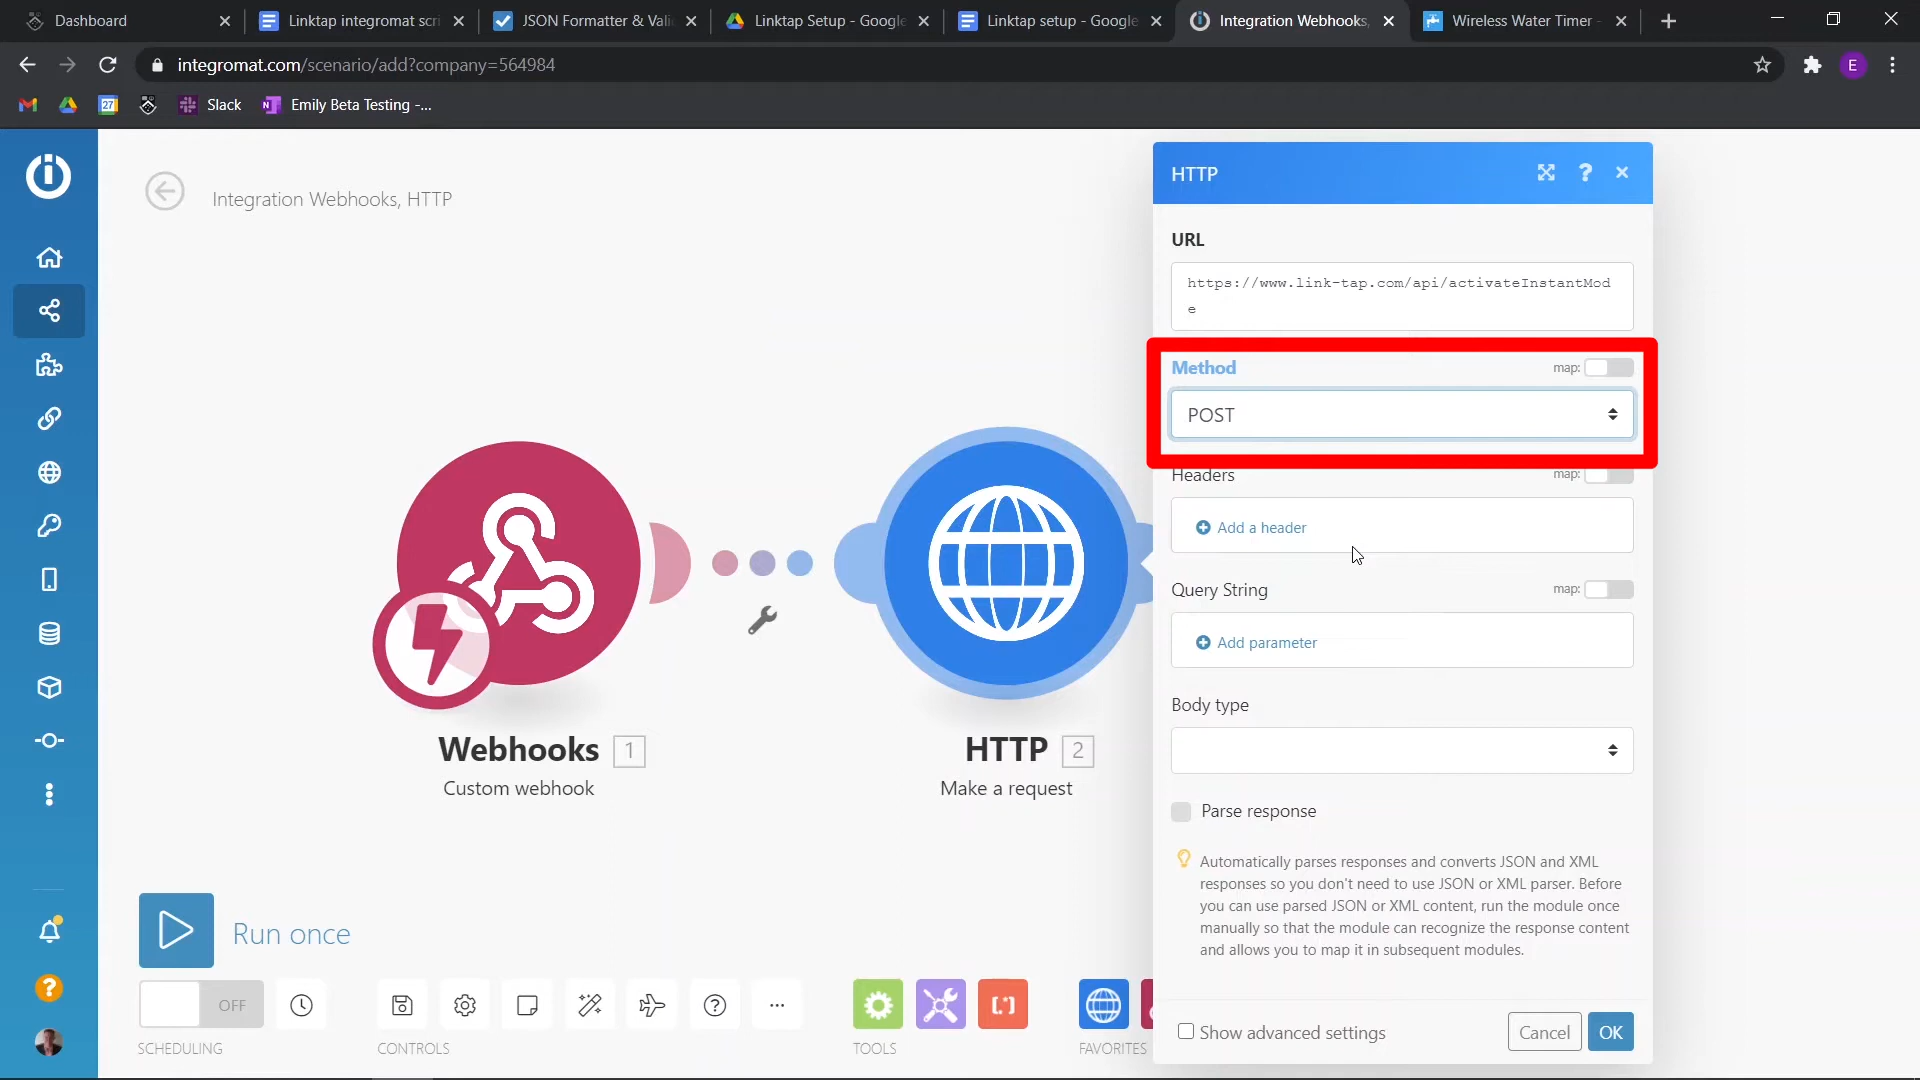 Dashboard
Linktap integromat scri
JSON Formatter & Vali
Linktap Setup - Google
Linktap setup - Google
Integration Webhooks,
Wireless Water Timer -
integromat.com/scenario/add?company=564984
E
27
Slack
Emily Beta Testing -...
Integration Webhooks, HTTP
HTTP
URL
https://www.link-tap.com/api/activateInstantMod
e
Method
map:
POST
Headers
map:
Add a header
Query String
map:
Add parameter
Body type
Webhooks 1
Custom webhook
HTTP 2
Make a request
Parse response
Automatically parses responses and converts JSON and XML
responses so you don't need to use JSON or XML parser. Before
you can use parsed JSON or XML content, run the module once
manually so that the module can recognize the response content
and allows you to map it in subsequent modules.
Run once
OFF
SCHEDULING
CONTROLS
TOOLS
FAVORITES
Show advanced settings
Cancel
OK